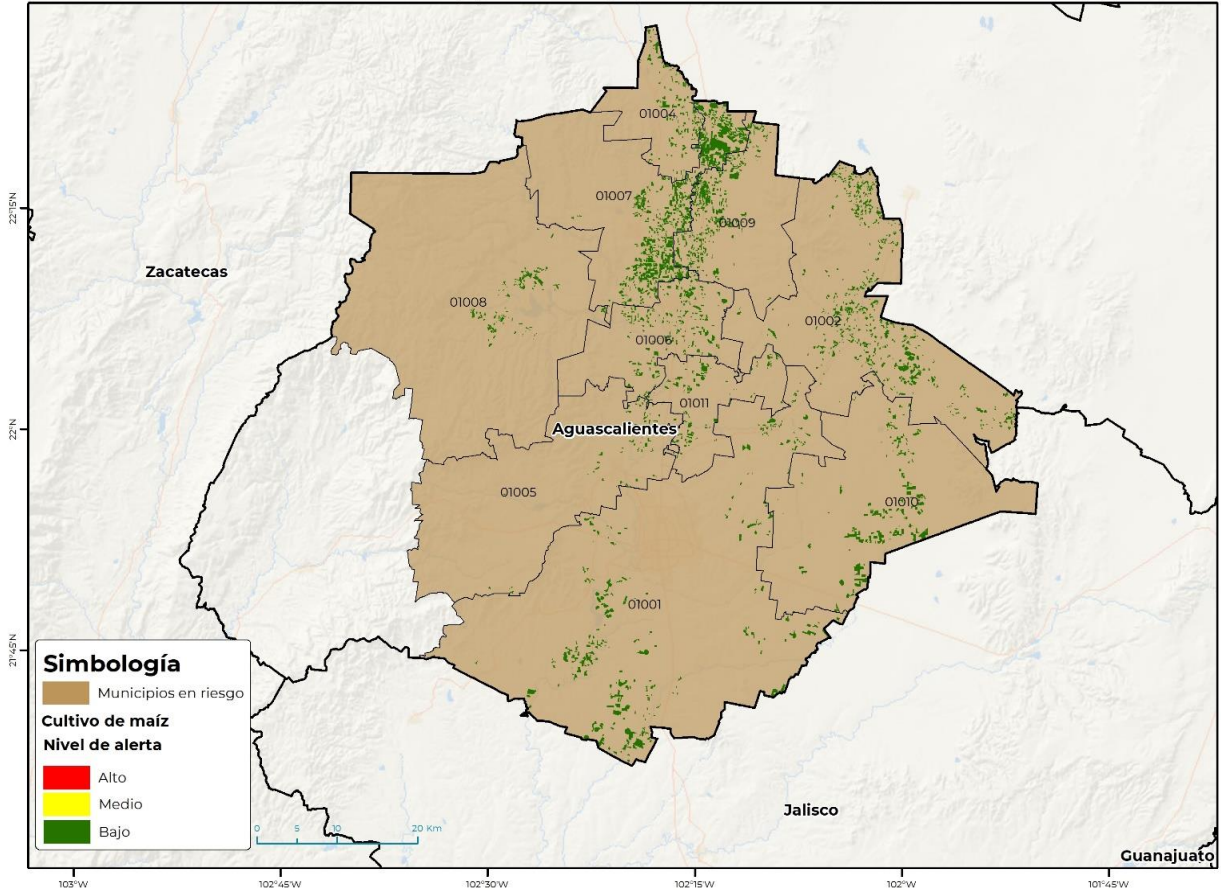 01004
22°15'N
01007
01009
Zacatecas
01008
01002
01006
01011
22°N
Aguascalientes
01005
01010
01001
21°45'N
Simbología
Municipios en riesgo
Cultivo de maíz
Nivel de alerta
Alto
Medio
Bajo
0 5 10 20 Km
Jalisco
Guanajuato
103°W 102°45'W 102°30'W 102°15'W 102°W 101°45'W